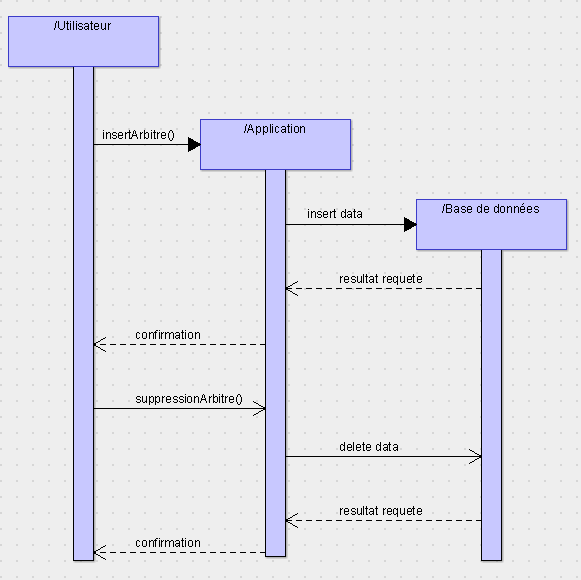 /Utilisateur
insertArbitre()
/Application
insert data
/Base de données
resultat requete
confirmation
suppressionArbitre()
delete data
resultat requete
confirmation